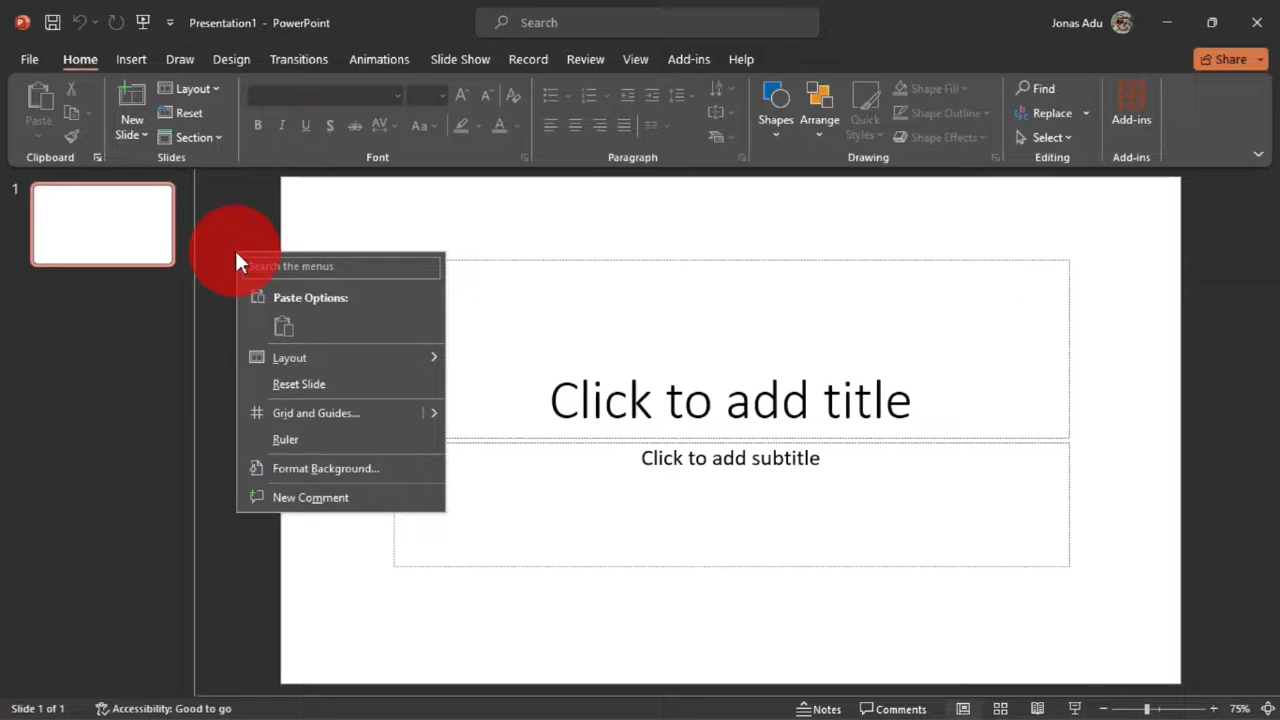 Presentation1 - PowerPoint
Search
Jonas Adu
File Home Insert Draw Design Transitions Animations Slide Show Record Review View Add-ins Help
Share
Paste
New Slide
Layout
Reset
Section
B I U S ab AV Aa A
Shapes
Arrange
Quick Styles
Shape Fill
Shape Outline
Shape Effects
Find
Replace
Select
Add-ins
Clipboard Slides Font Paragraph Drawing Editing Add-ins
1
Search the menus
Paste Options:
Layout
Reset Slide
Grid and Guides...
Ruler
Format Background...
New Comment
Click to add title
Click to add subtitle
Slide 1 of 1 Accessibility: Good to go Notes Comments 75%